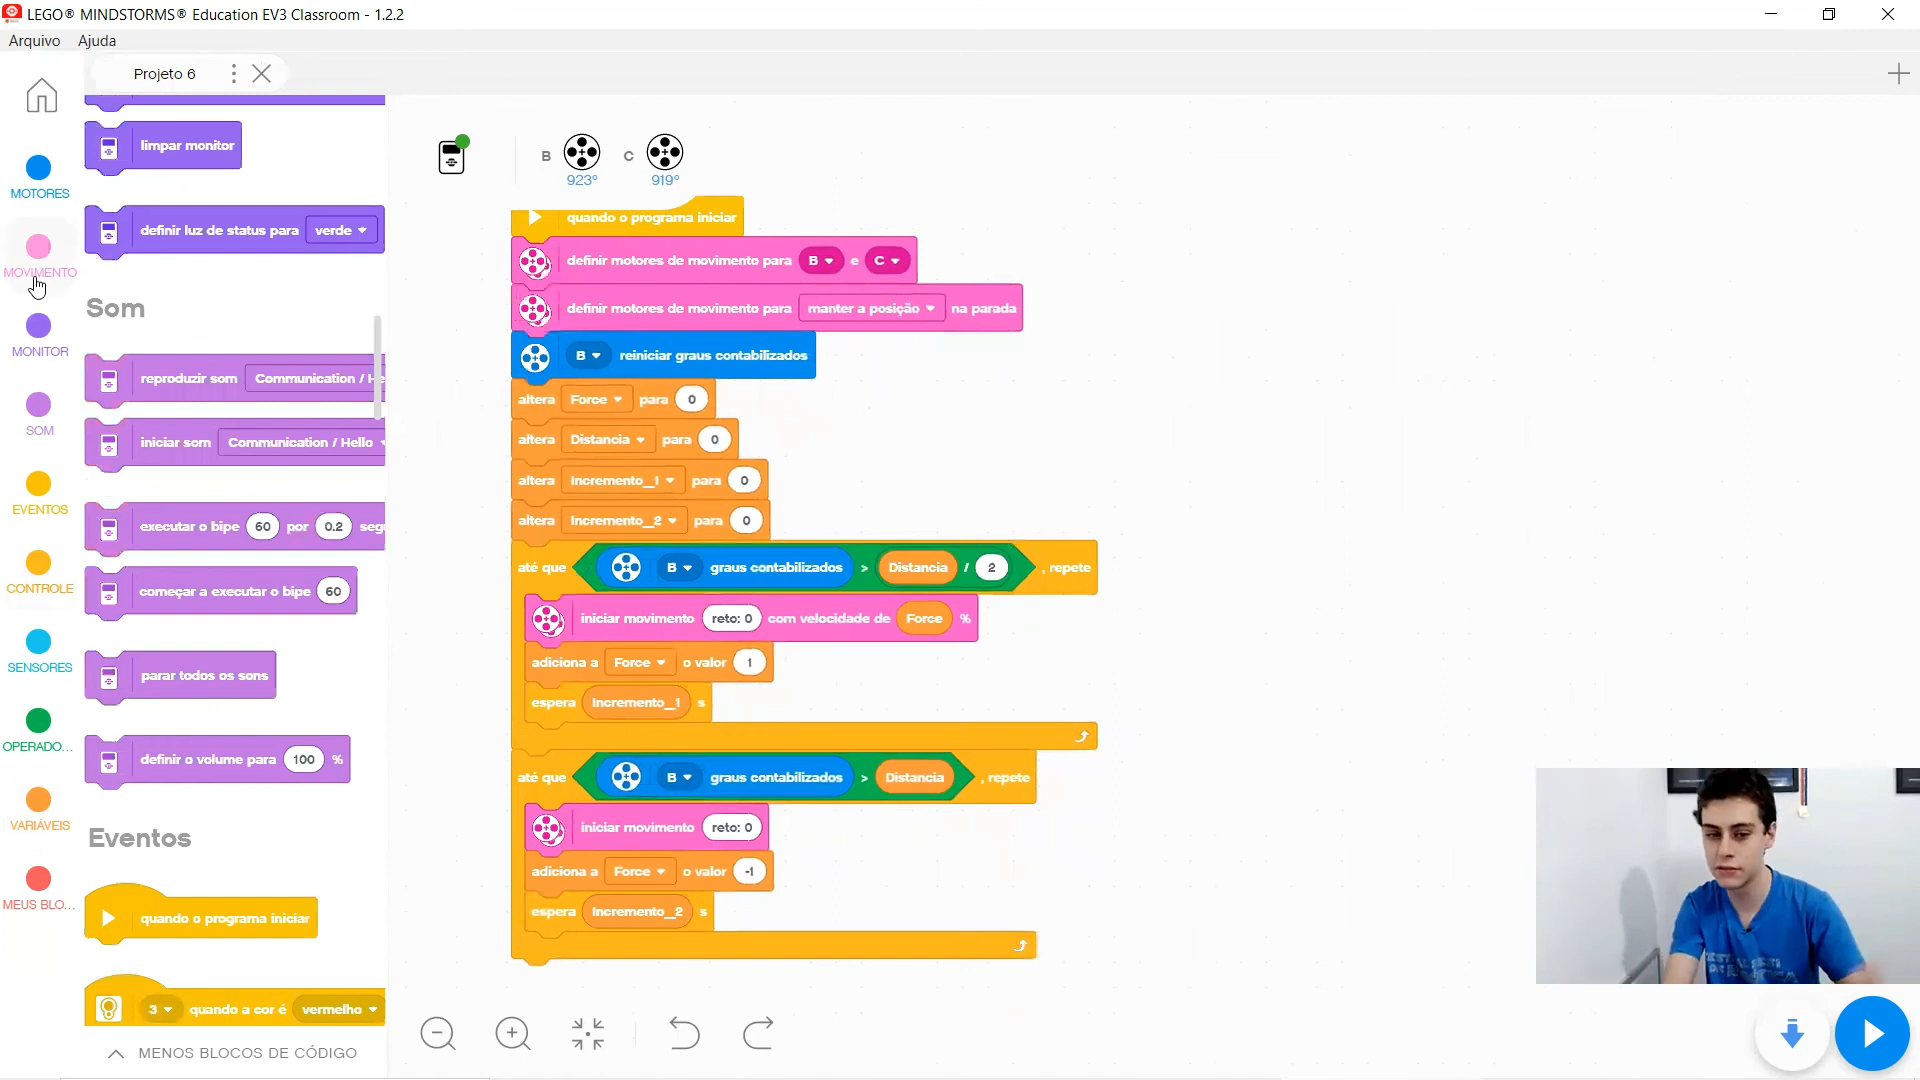 LEGO® MINDSTORMS® Education EV3 Classroom - 1.2.2
Arquivo Ajuda
Projeto 6
MOTORES
MOVIMENTO
MONITOR
SOM
EVENTOS
CONTROLE
SENSORES
OPERADO...
VARIÁVEIS
MEUS BLO...
limpar monitor
definir luz de status para verde
Som
reproduzir som Communication / He
iniciar som Communication / Hello
executar o bipe 60 por 0.2 segu
começar a executar o bipe 60
parar todos os sons
definir o volume para 100 %
Eventos
quando o programa iniciar
3 quando a cor é vermelho
MENOS BLOCOS DE CÓDIGO
B 923° C 919°
quando o programa iniciar
definir motores de movimento para B e C
definir motores de movimento para manter a posição na parada
B reiniciar graus contabilizados
altera Force para 0
altera Distancia para 0
altera Incremento_1 para 0
altera Incremento_2 para 0
até que B graus contabilizados > Distancia / 2 , repete
iniciar movimento reto: 0 com velocidade de Force %
adiciona a Force o valor 1
espera Incremento_1 s
até que B graus contabilizados > Distancia , repete
iniciar movimento reto: 0
adiciona a Force o valor -1
espera Incremento_2 s